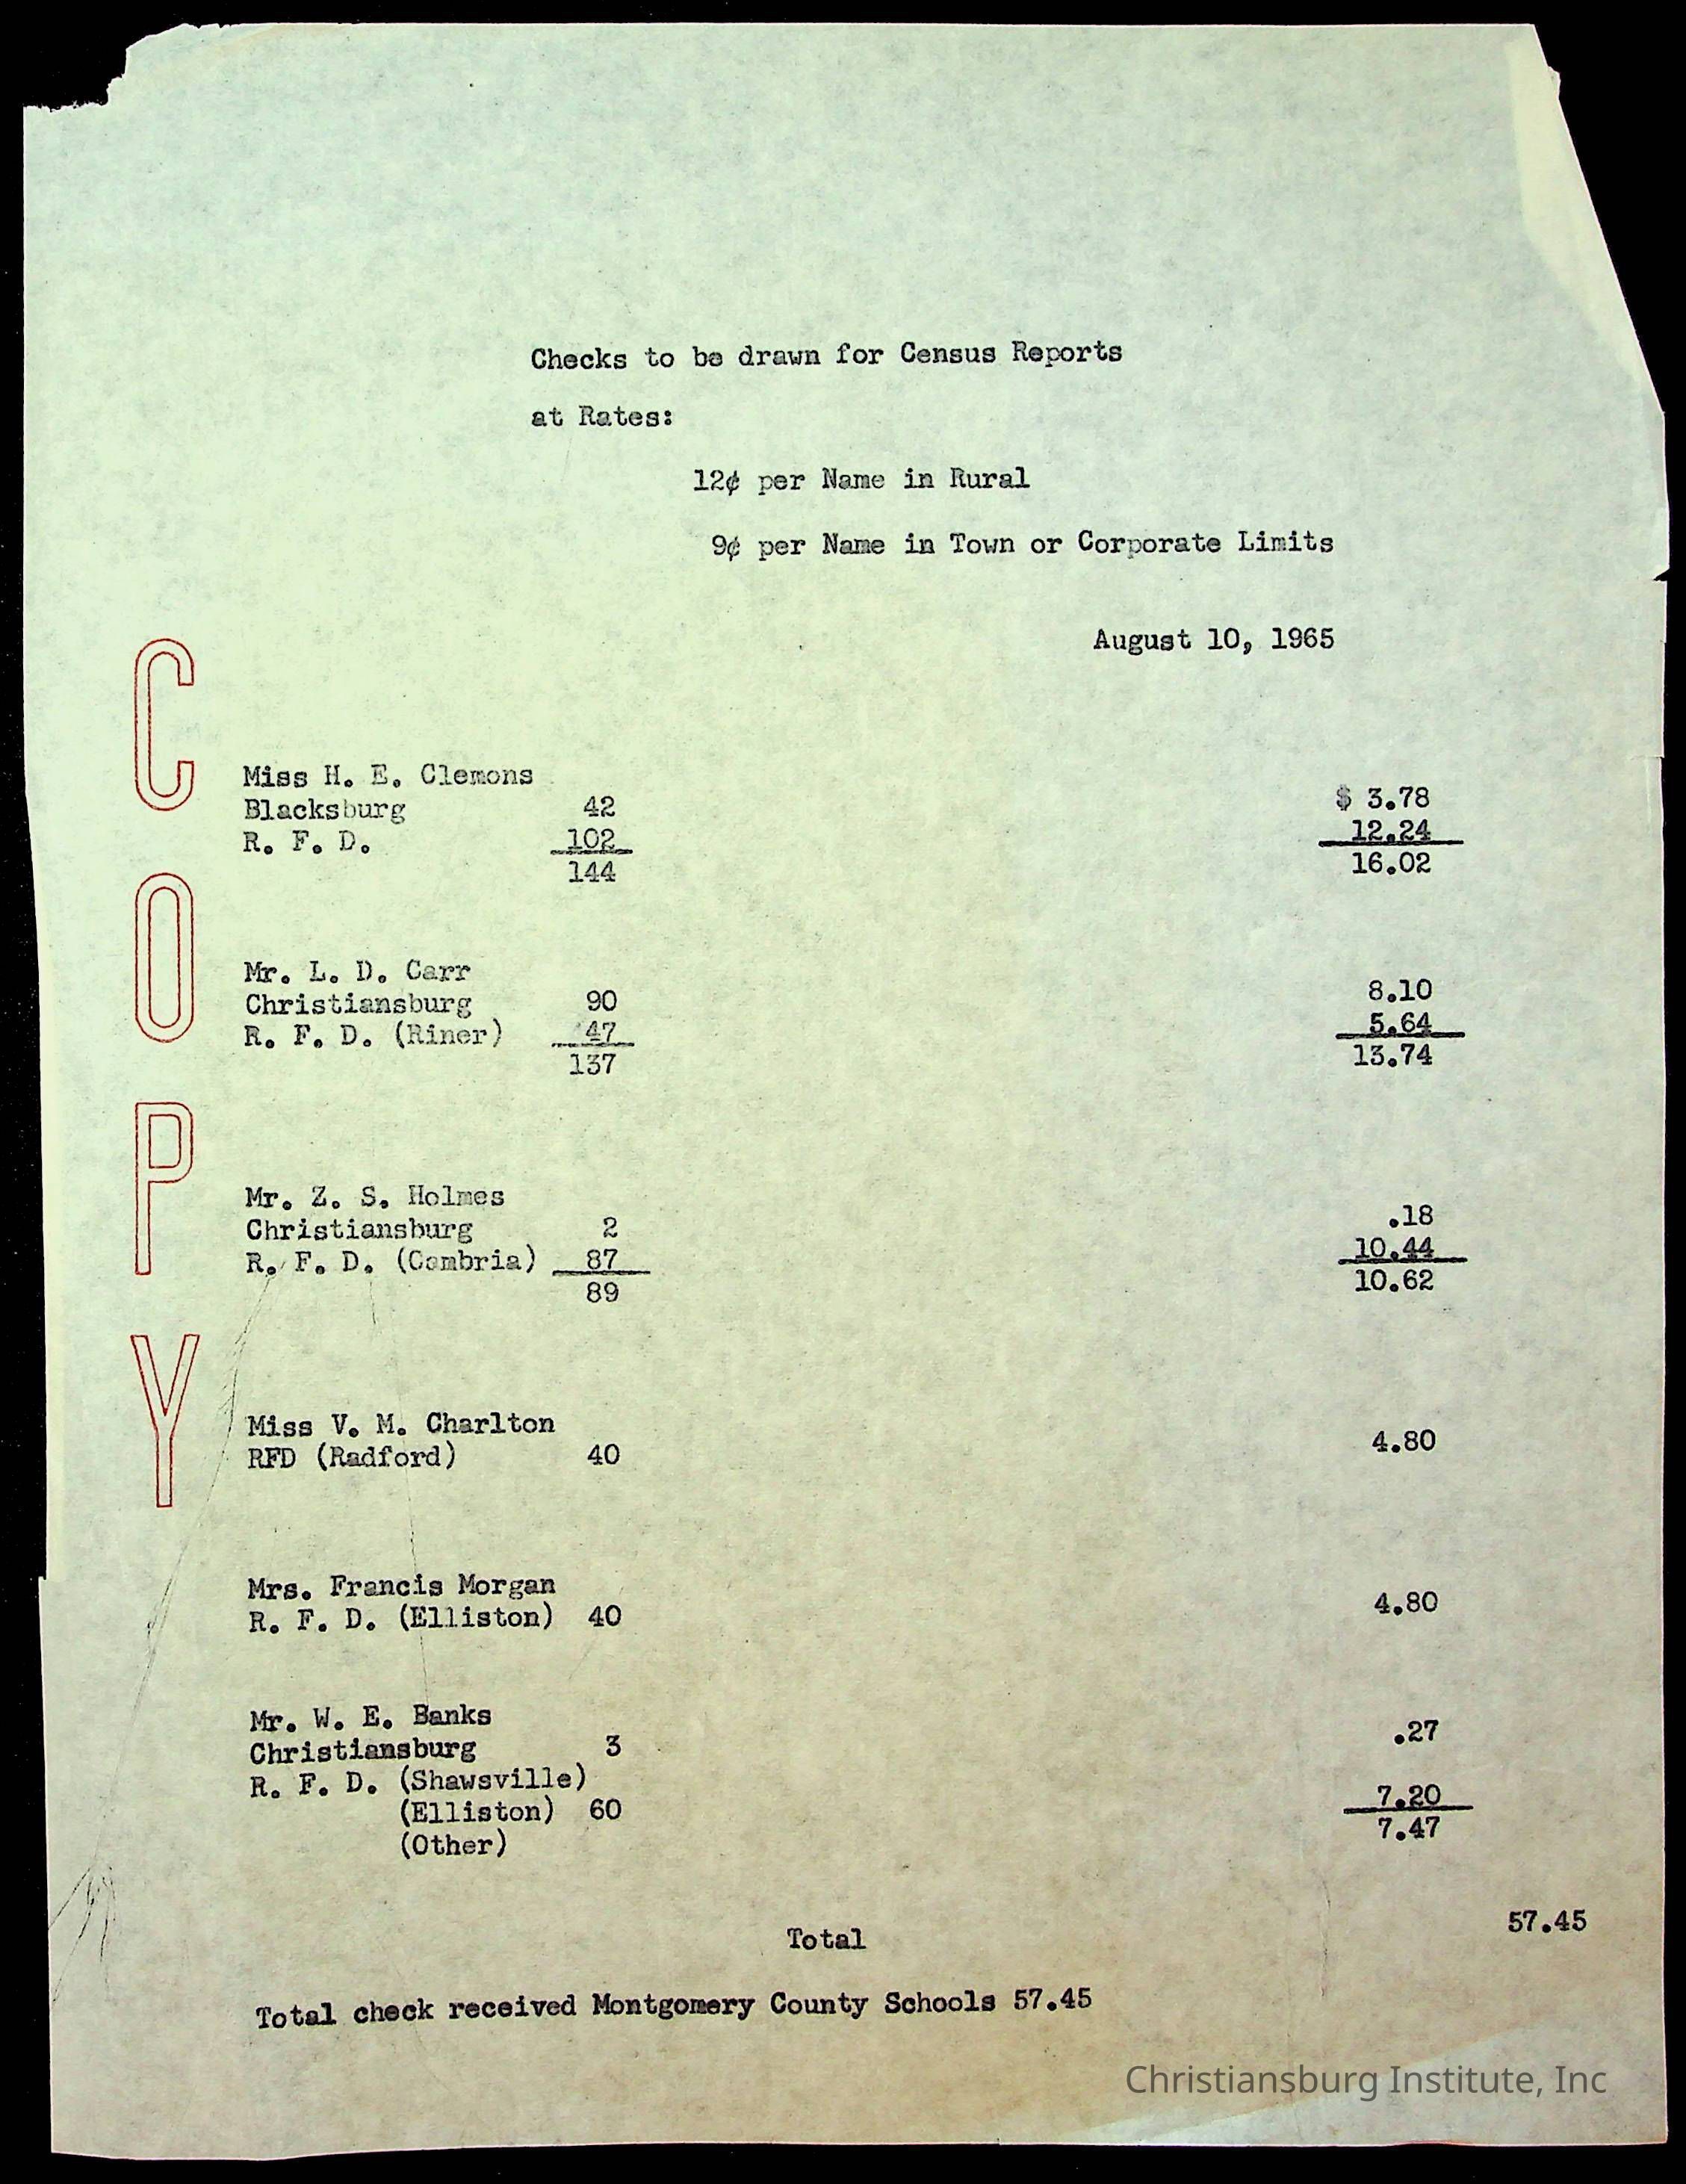 Checks to be drawn for Census Reports
at Rates:
12¢ per Name in Rural
9¢ per Name in Town or Corporate Limits
August 10, 1965
COPY
Miss H. E. Clemons
Blacksburg 42 $ 3.78
R. F. D. 102 12.24
144 16.02
Mr. L. D. Carr
Christiansburg 90 8.10
R. F. D. (Riner) 47 5.64
137 13.74
Mr. Z. S. Holmes
Christiansburg 2 .18
R. F. D. (Cambria) 87 10.44
89 10.62
Miss V. M. Charlton
RFD (Radford) 40 4.80
Mrs. Francis Morgan
R. F. D. (Elliston) 40 4.80
Mr. W. E. Banks
Christiansburg 3 .27
R. F. D. (Shawsville)
(Elliston) 60 7.20
(Other) 7.47
Total 57.45
Total check received Montgomery County Schools 57.45
Christiansburg Institute, Inc